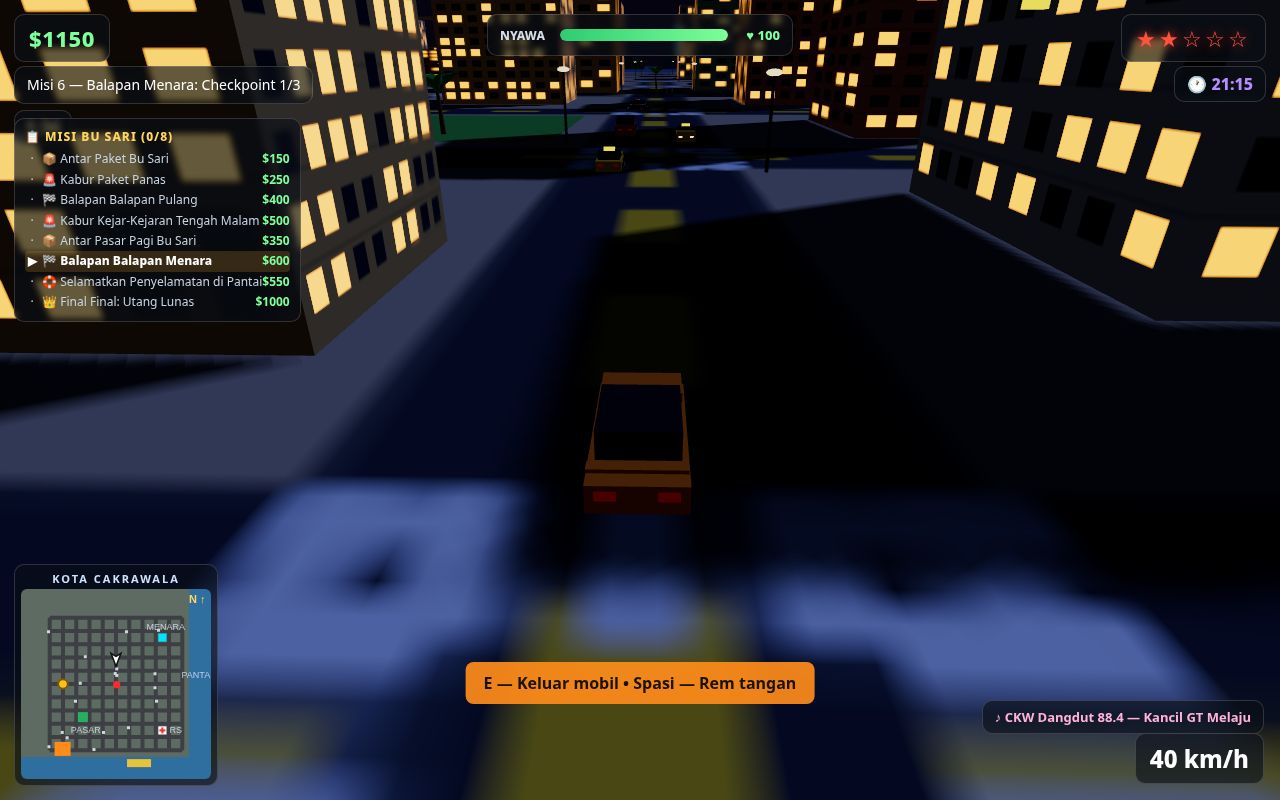 $1150
NYAWA ♥ 100
★★☆☆☆
Misi 6 — Balapan Menara: Checkpoint 1/3
🕐 21:15
📋 MISI BU SARI (0/8)
· 📦 Antar Paket Bu Sari $150
· 🚨 Kabur Paket Panas $250
· 🏁 Balapan Balapan Pulang $400
· 🚨 Kabur Kejar-Kejaran Tengah Malam $500
· 📦 Antar Pasar Pagi Bu Sari $350
▶ 🏁 Balapan Balapan Menara $600
· 🛟 Selamatkan Penyelamatan di Pantai $550
· 👑 Final Final: Utang Lunas $1000
KOTA CAKRAWALA
N ↑
MENARA
PANTA
PASAR
RS
E — Keluar mobil • Spasi — Rem tangan
♪ CKW Dangdut 88.4 — Kancil GT Melaju
40 km/h